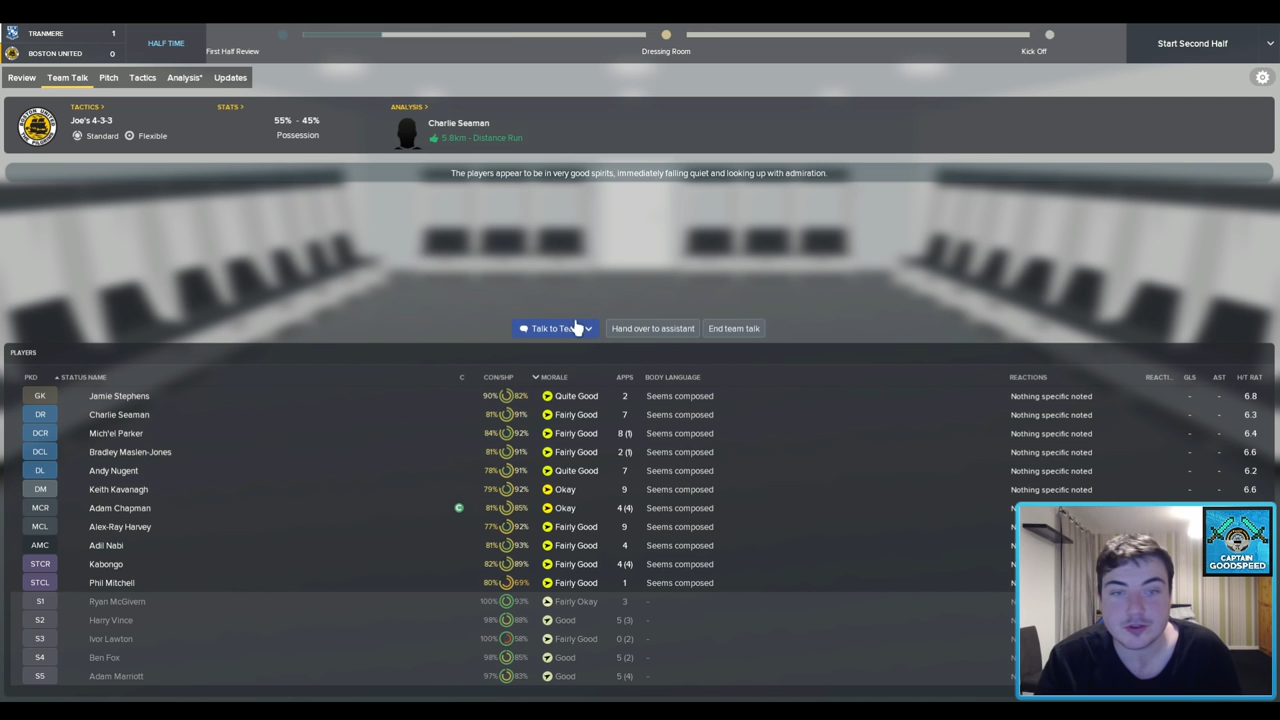 TRANMERE 1
BOSTON UNITED 0
HALF TIME
First Half Review
Dressing Room
Kick Off
Start Second Half
Review Team Talk Pitch Tactics Analysis* Updates
TACTICS >
Joe's 4-3-3
Standard Flexible
STATS >
55% - 45%
Possession
ANALYSIS >
Charlie Seaman
5.8km - Distance Run
The players appear to be in very good spirits, immediately falling quiet and looking up with admiration.
Talk to Hand over to assistant End team talk
PLAYERS
PKD STATUS NAME C CON/SHP MORALE APPS BODY LANGUAGE REACTIONS REACTI... GLS AST H/T RAT
GK Jamie Stephens 90% 82% Quite Good 2 Seems composed Nothing specific noted - - 6.8
DR Charlie Seaman 81% 91% Fairly Good 7 Seems composed Nothing specific noted - - 6.3
DCR Mich'el Parker 84% 92% Fairly Good 8 (1) Seems composed Nothing specific noted - - 6.4
DCL Bradley Maslen-Jones 81% 91% Fairly Good 2 (1) Seems composed Nothing specific noted - - 6.6
DL Andy Nugent 78% 91% Quite Good 7 Seems composed Nothing specific noted - - 6.2
DM Keith Kavanagh 79% 92% Okay 9 Seems composed Nothing specific noted - - 6.6
MCR Adam Chapman C 81% 85% Okay 4 (4) Seems composed
MCL Alex-Ray Harvey 77% 92% Fairly Good 9 Seems composed
AMC Adil Nabi 81% 93% Fairly Good 4 Seems composed
STCR Kabongo 82% 89% Fairly Good 4 (4) Seems composed
STCL Phil Mitchell 80% 69% Fairly Good 1 Seems composed
S1 Ryan McGivern 100% 93% Fairly Okay 3 -
S2 Harry Vince 98% 88% Good 5 (3) -
S3 Ivor Lawton 100% 58% Fairly Good 0 (2) -
S4 Ben Fox 98% 85% Good 5 (2) -
S5 Adam Marriott 97% 83% Good 5 (4) -
CAPTAIN
GOODSPEED